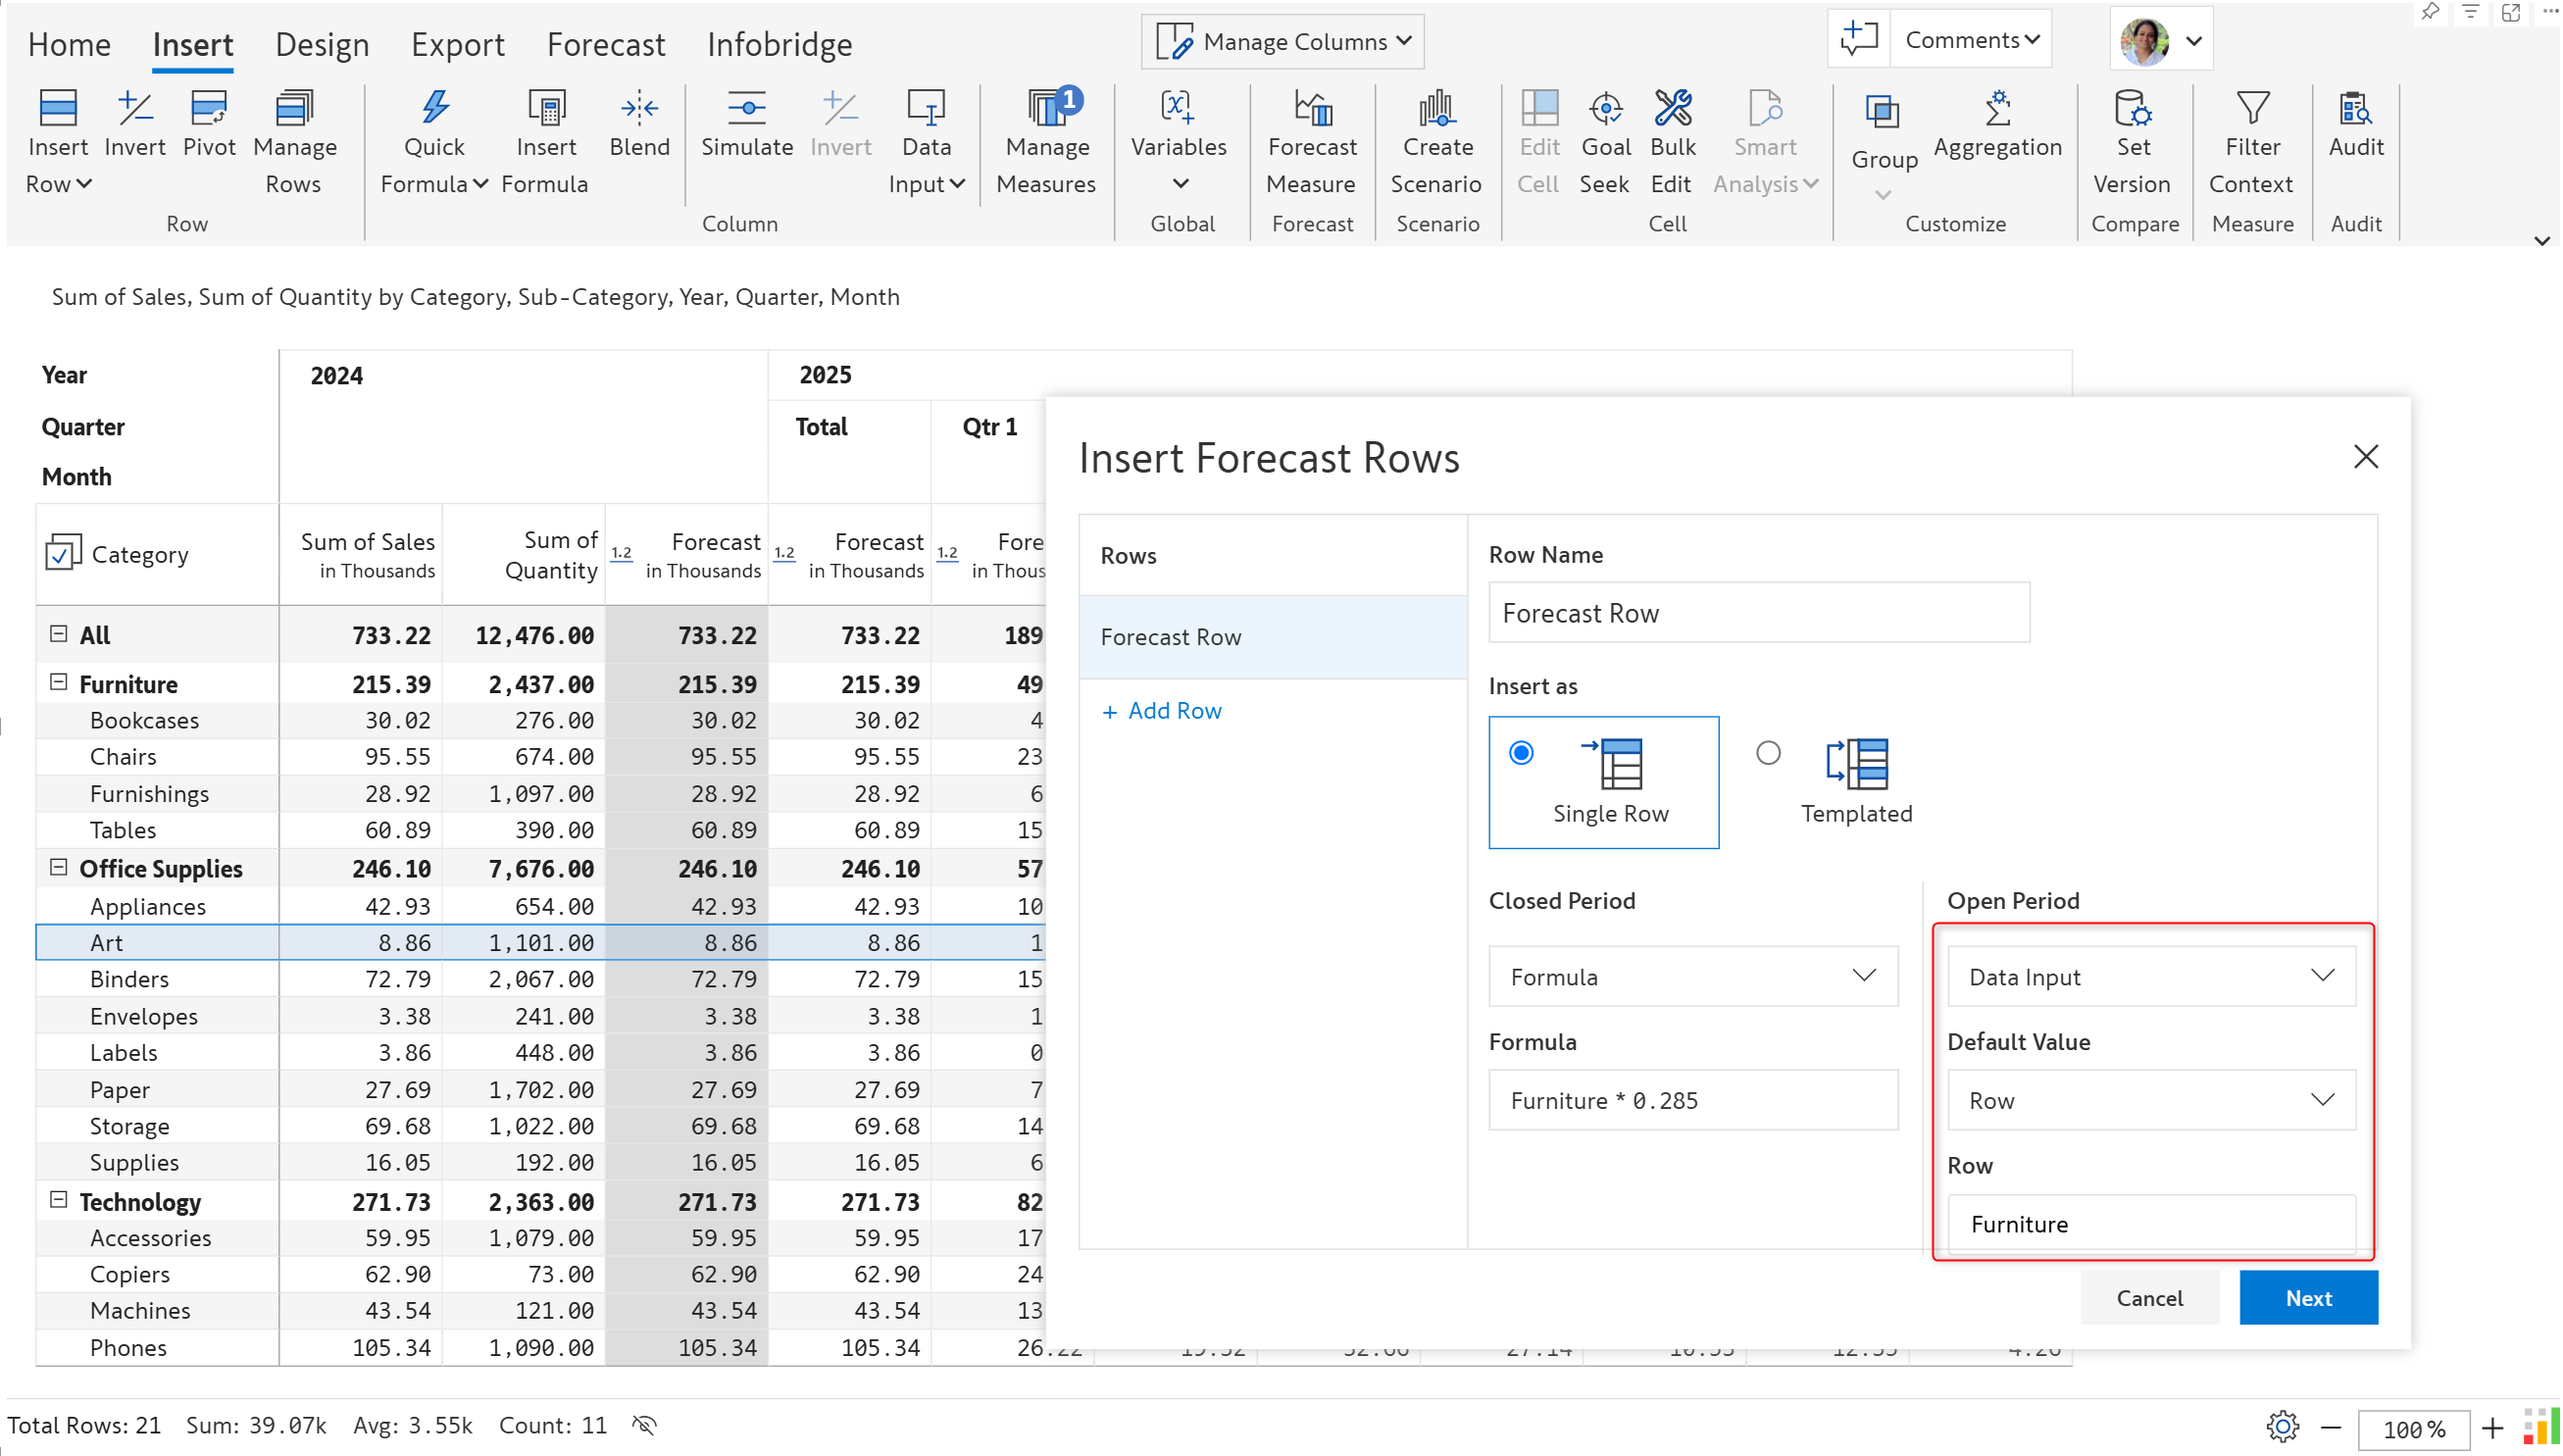 Home Insert Design Export Forecast Infobridge Manage Columns Comments
Insert Row Invert Pivot Manage Rows Quick Formula Insert Formula Blend Simulate Invert Data Input Manage Measures 1 Variables Forecast Measure Create Scenario Edit Cell Goal Seek Bulk Edit Smart Analysis Group Aggregation Set Version Filter Context Audit
Row Column Global Forecast Scenario Cell Customize Compare Measure Audit
Sum of Sales, Sum of Quantity by Category, Sub-Category, Year, Quarter, Month
Year 2024 2025
Quarter Total Qtr 1
Month
Category Sum of Sales in Thousands Sum of Quantity 1.2 Forecast in Thousands 1.2 Forecast in Thousands 1.2 Fore in Thous
All 733.22 12,476.00 733.22 733.22 189
Furniture 215.39 2,437.00 215.39 215.39 49
Bookcases 30.02 276.00 30.02 30.02 4
Chairs 95.55 674.00 95.55 95.55 23
Furnishings 28.92 1,097.00 28.92 28.92 6
Tables 60.89 390.00 60.89 60.89 15
Office Supplies 246.10 7,676.00 246.10 246.10 57
Appliances 42.93 654.00 42.93 42.93 10
Art 8.86 1,101.00 8.86 8.86 1
Binders 72.79 2,067.00 72.79 72.79 15
Envelopes 3.38 241.00 3.38 3.38 1
Labels 3.86 448.00 3.86 3.86 0
Paper 27.69 1,702.00 27.69 27.69 7
Storage 69.68 1,022.00 69.68 69.68 14
Supplies 16.05 192.00 16.05 16.05 6
Technology 271.73 2,363.00 271.73 271.73 82
Accessories 59.95 1,079.00 59.95 59.95 17
Copiers 62.90 73.00 62.90 62.90 24
Machines 43.54 121.00 43.54 43.54 13
Phones 105.34 1,090.00 105.34 105.34 26.22
Insert Forecast Rows
Rows
Forecast Row
+ Add Row
Row Name
Forecast Row
Insert as
Single Row Templated
Closed Period
Formula
Formula
Furniture * 0.285
Open Period
Data Input
Default Value
Row
Row
Furniture
Cancel Next
Total Rows: 21 Sum: 39.07k Avg: 3.55k Count: 11 100 %